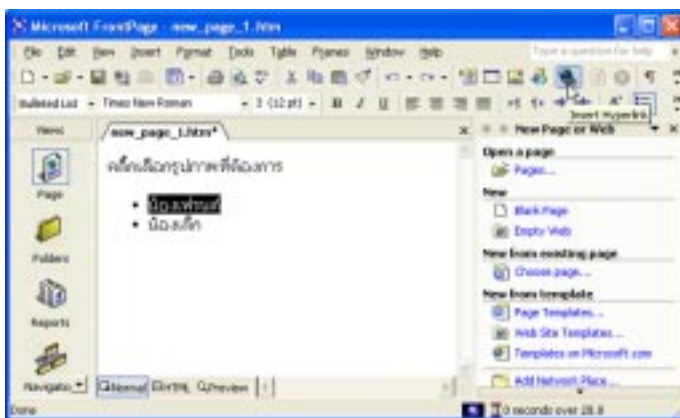 Microsoft FrontPage - new_page_1.htm
File Edit View Insert Format Tools Table Frames Window Help
Type a question for help
Bulleted List Times New Roman 3 (12 pt) B I U
Insert Hyperlink
Views
/new_page_1.htm*\
New Page or Web
คลิ๊กเลือกรูปภาพที่ต้องการ
• น้องเฟรนด์
• น้องกิ๊ก
Page
Folders
Reports
Navigatio
Open a page
Pages...
New
Blank Page
Empty Web
New from existing page
Choose page...
New from template
Page Templates...
Web Site Templates...
Templates on Microsoft.com
Add Network Place...
Normal HTML Preview
Done
0 seconds over 28.8